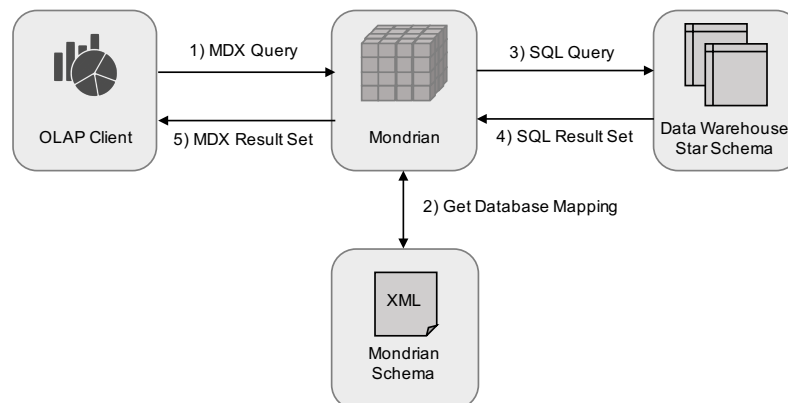 1) MDX Query
3) SQL Query
OLAP Client
5) MDX Result Set
Mondrian
4) SQL Result Set
Data Warehouse
Star Schema
2) Get Database Mapping
XML
Mondrian
Schema